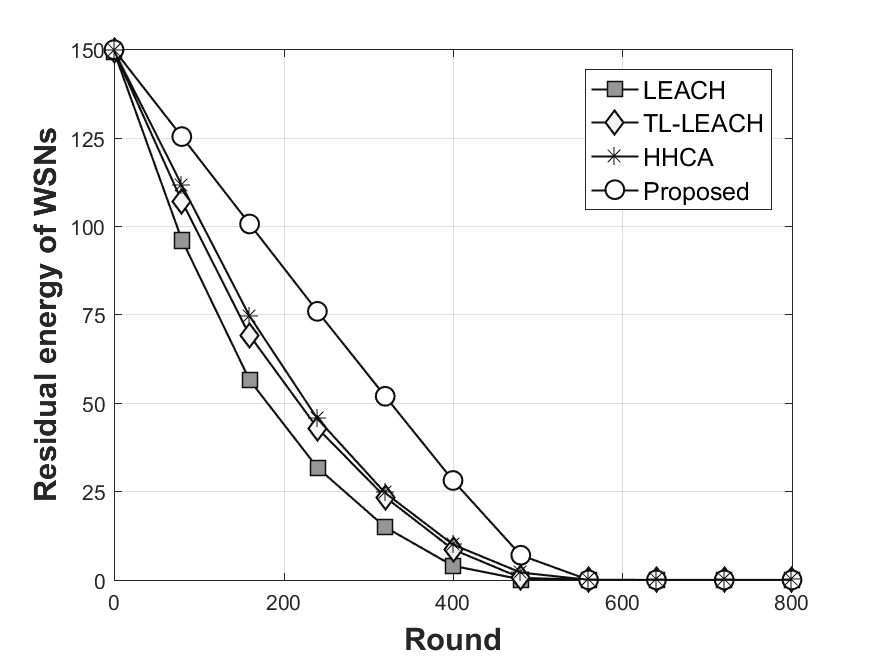 150
125
100
75
50
25
0
0 200 400 600 800
Residual energy of WSNs
Round
LEACH
TL-LEACH
HHCA
Proposed